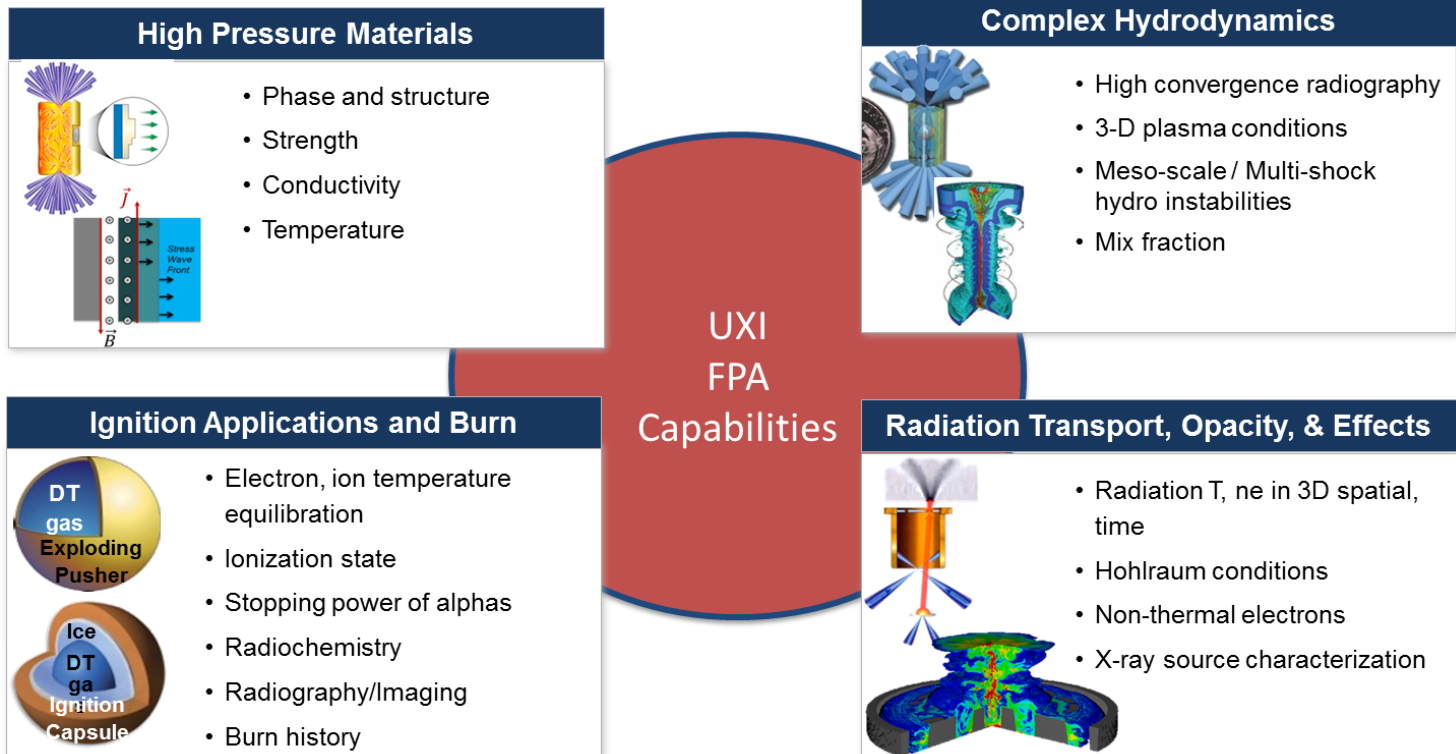 High Pressure Materials
• Phase and structure
• Strength
• Conductivity
• Temperature
J
Stress
Wave
Front
B
Complex Hydrodynamics
• High convergence radiography
• 3-D plasma conditions
• Meso-scale / Multi-shock
hydro instabilities
• Mix fraction
UXI
FPA
Capabilities
Ignition Applications and Burn
DT
gas
Exploding
Pusher
Ice
DT
ga
Ignition
Capsule
• Electron, ion temperature
equilibration
• Ionization state
• Stopping power of alphas
• Radiochemistry
• Radiography/Imaging
• Burn history
Radiation Transport, Opacity, & Effects
• Radiation T, ne in 3D spatial,
time
• Hohlraum conditions
• Non-thermal electrons
• X-ray source characterization